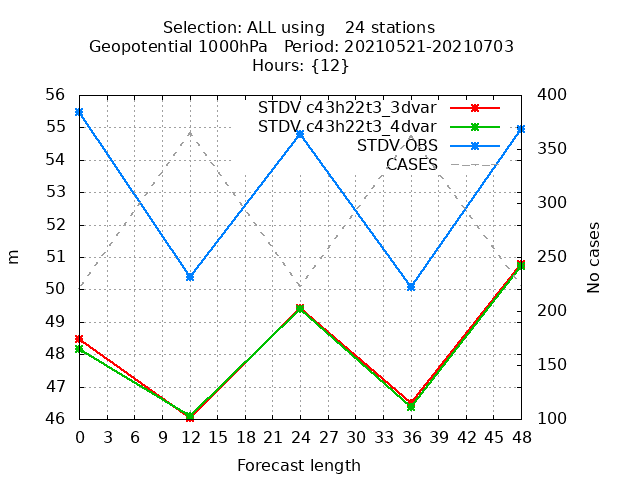 Selection: ALL using    24 stations
Geopotential 1000hPa   Period: 20210521-20210703
Hours: {12}
56 400
STDV c43h22t3_3dvar
55 STDV c43h22t3_4dvar
STDV OBS 350
54 CASES
53 300
52
51 250
50
49 200
48 150
47
46 100
0 3 6 9 12 15 18 21 24 27 30 33 36 39 42 45 48
m
No cases
Forecast length